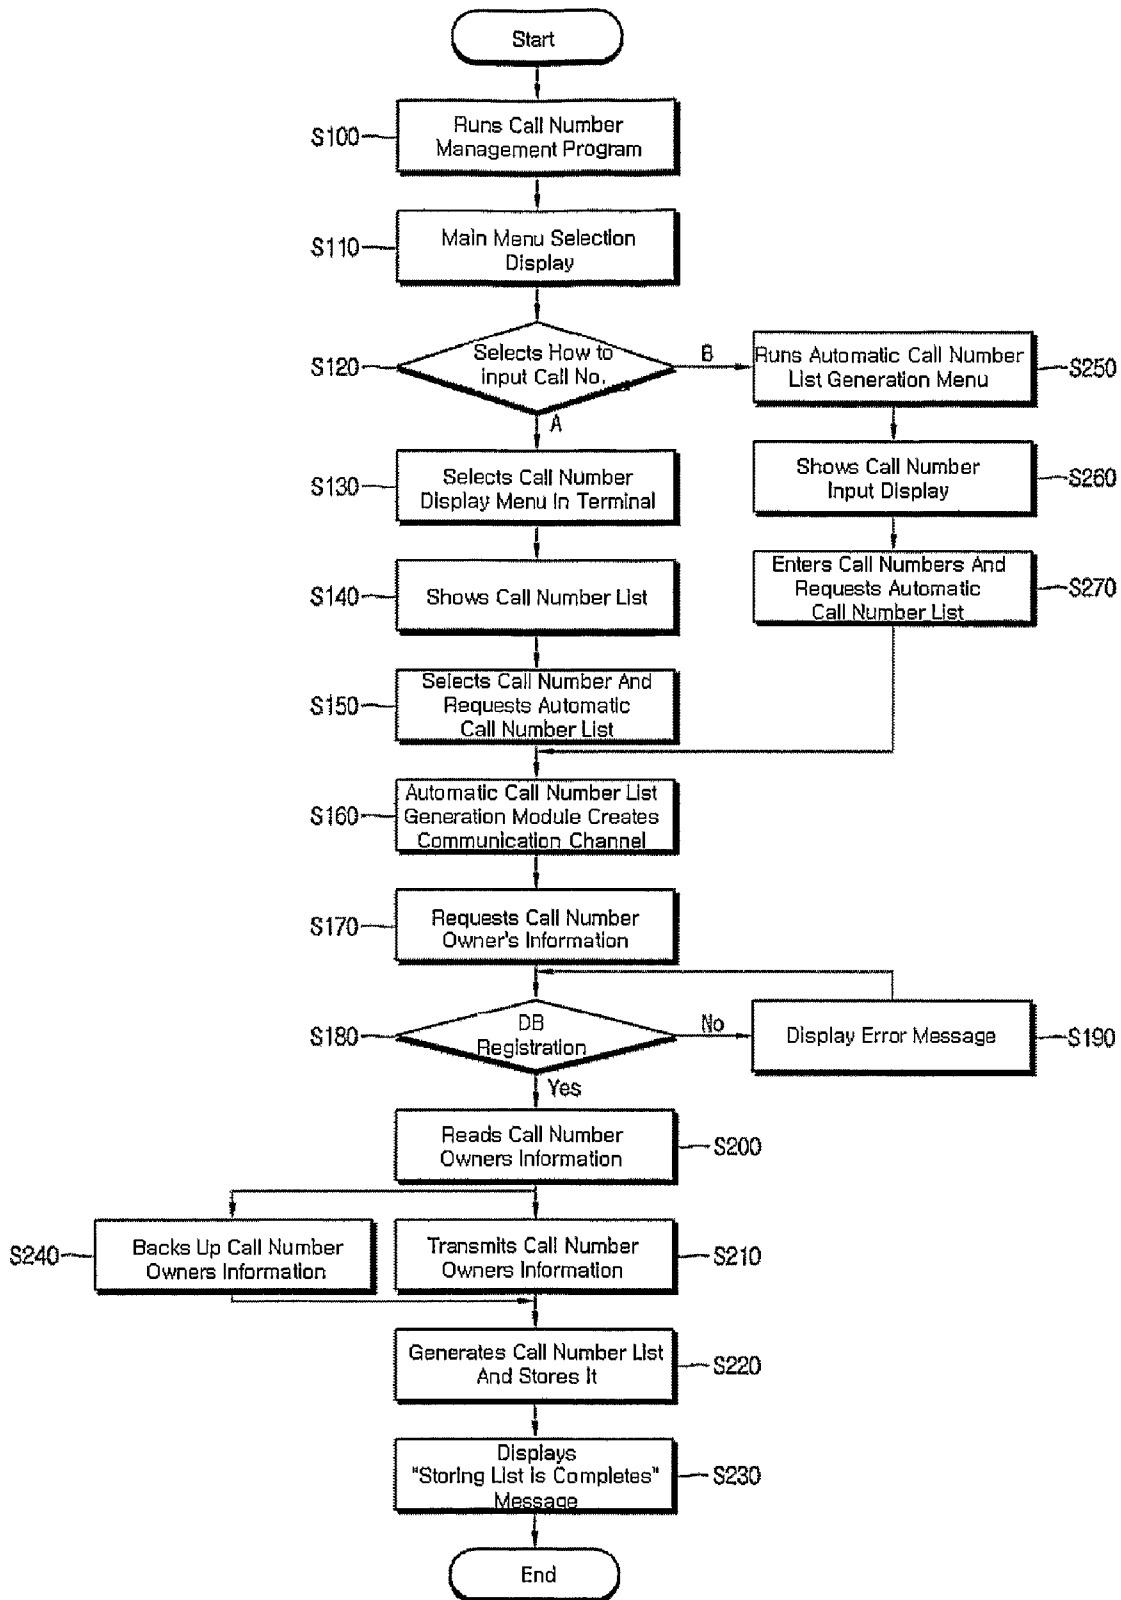 Start
S100
Runs Call Number
Management Program
S110
Main Menu Selection
Display
S120
Selects How to
Input Call No.
B
A
Runs Automatic Call Number
List Generation Menu
S250
S130
Selects Call Number
Display Menu In Terminal
Shows Call Number
Input Display
S260
S140
Shows Call Number List
Enters Call Numbers And
Requests Automatic
Call Number List
S270
S150
Selects Call Number And
Requests Automatic
Call Number List
S160
Automatic Call Number List
Generation Module Creates
Communication Channel
S170
Requests Call Number
Owner's Information
S180
DB
Registration
No
Yes
Display Error Message
S190
Reads Call Number
Owners Information
S200
S240
Backs Up Call Number
Owners Information
Transmits Call Number
Owners Information
S210
Generates Call Number List
And Stores It
S220
Displays
"Storing List is Completes"
Message
S230
End